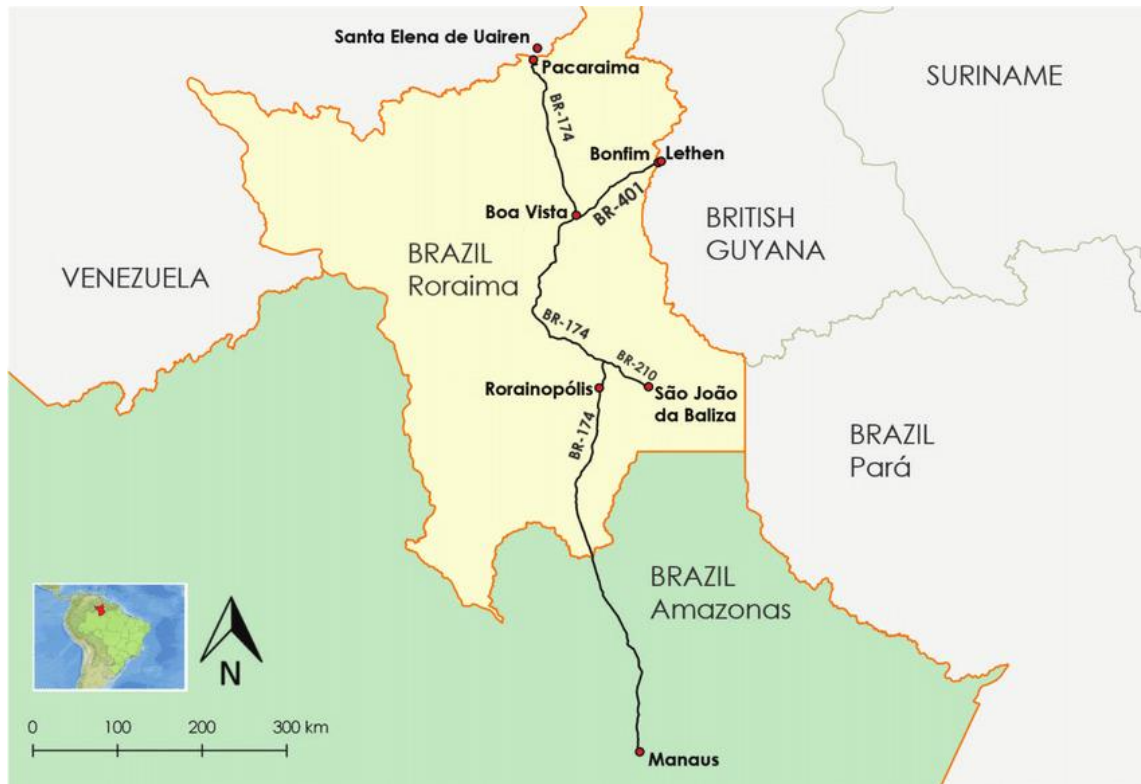 Santa Elena de Uairen
Pacaraima
SURINAME
BR-174
Bonfim
Lethen
BR-401
Boa Vista
BRITISH
GUYANA
BRAZIL
Roraima
VENEZUELA
BR-174
BR-210
Rorainopólis
São João
da Baliza
BR-174
BRAZIL
Pará
BRAZIL
Amazonas
N
0 100 200 300 km
Manaus